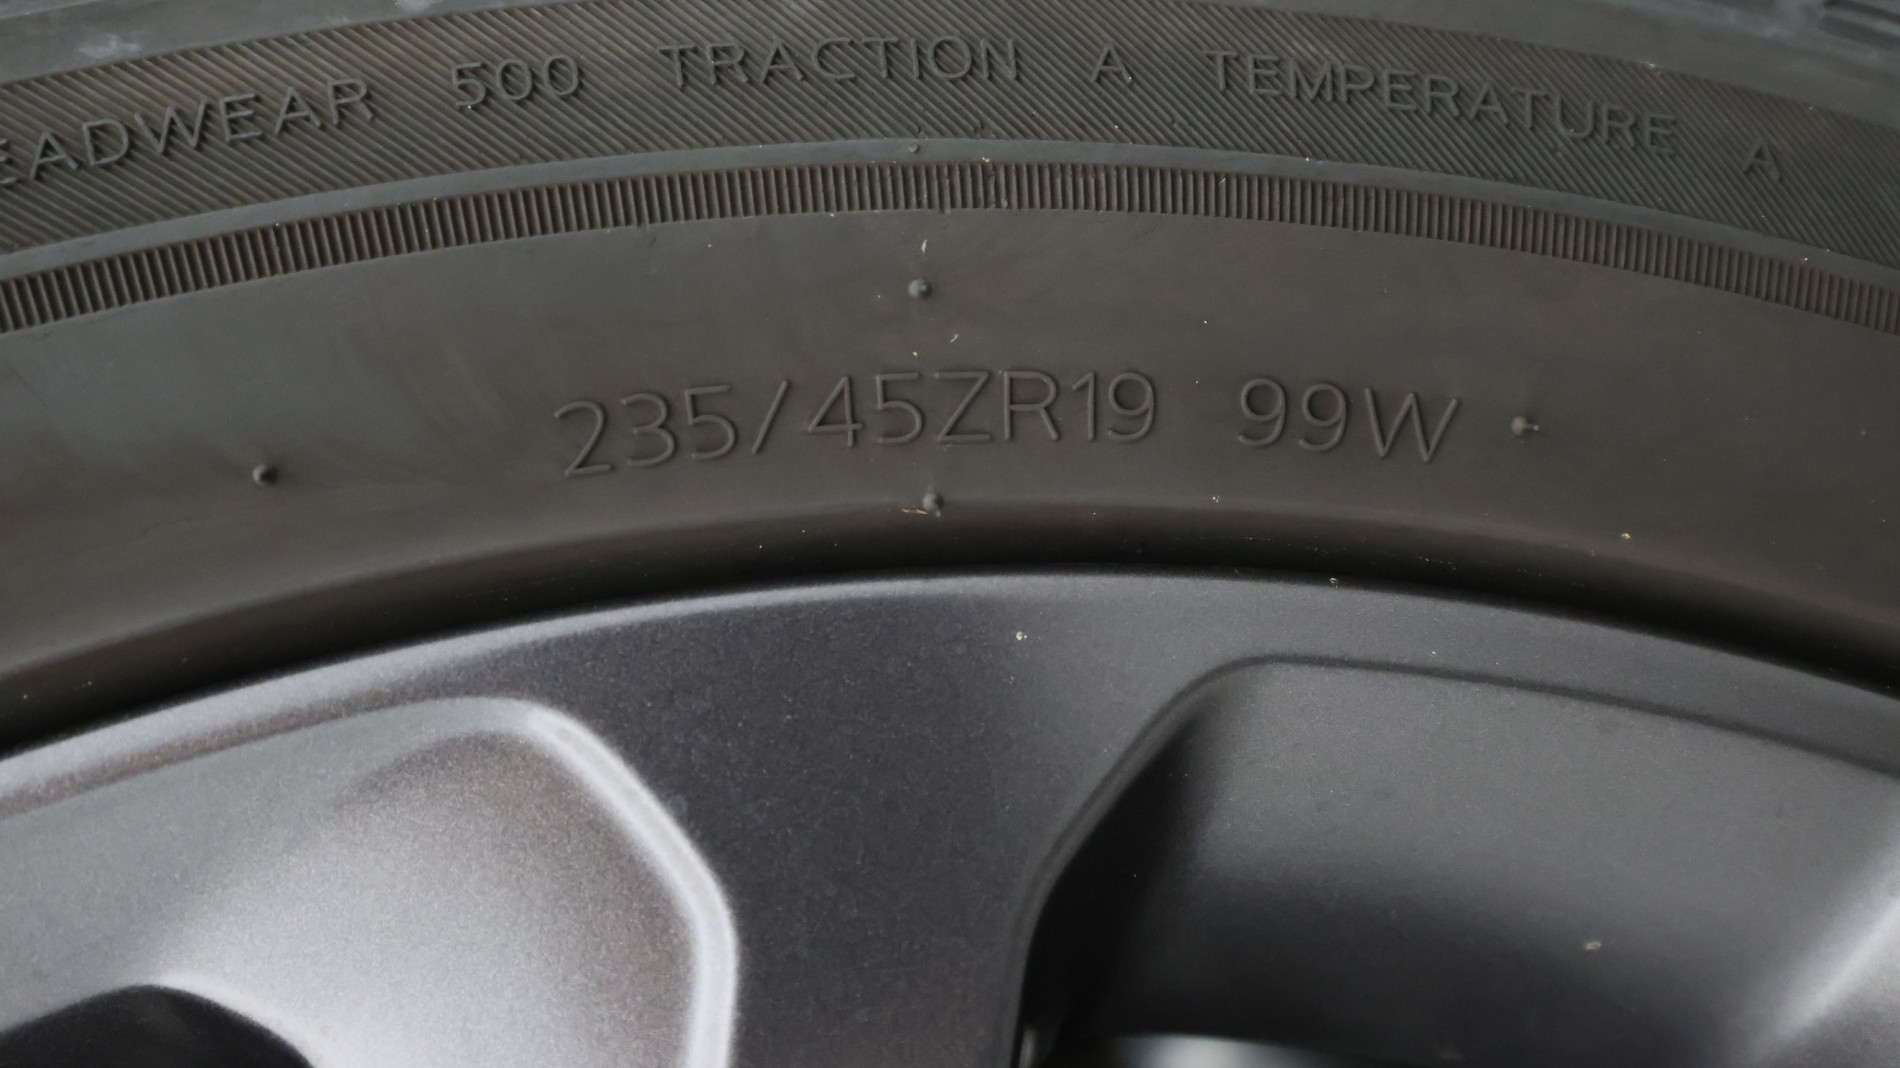 EADWEAR 500 TRACTION A TEMPERATURE A
235/45ZR19 99W